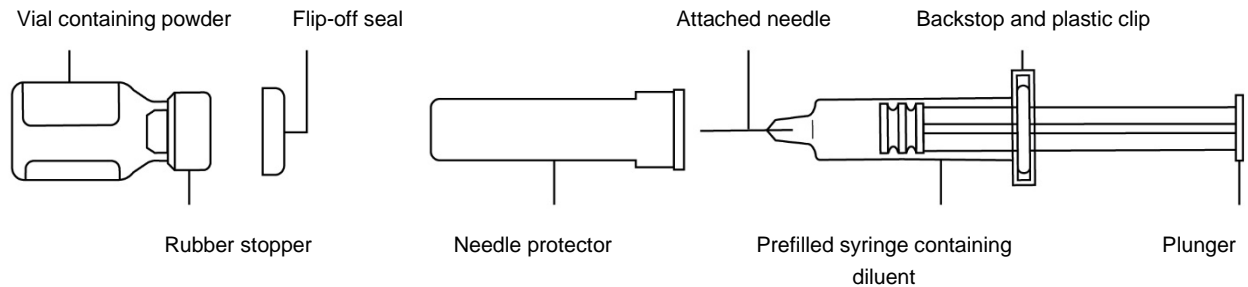 Vial containing powder
Flip-off seal
Attached needle
Backstop and plastic clip
Rubber stopper
Needle protector
Prefilled syringe containing
diluent
Plunger